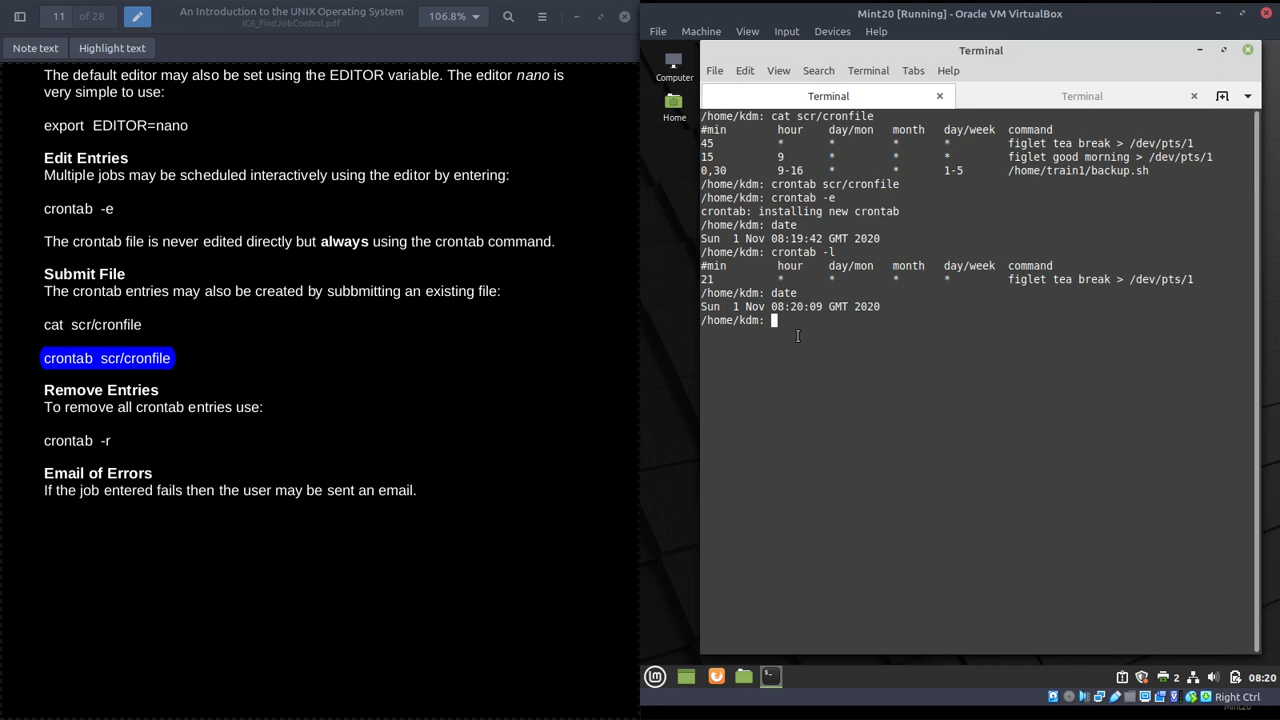 11 of 28
An Introduction to the UNIX Operating System
IC6_FindJobControl.pdf
106.8%
Note text
Highlight text
The default editor may also be set using the EDITOR variable. The editor nano is
very simple to use:
export EDITOR=nano
Edit Entries
Multiple jobs may be scheduled interactively using the editor by entering:
crontab -e
The crontab file is never edited directly but always using the crontab command.
Submit File
The crontab entries may also be created by subbmitting an existing file:
cat scr/cronfile
crontab scr/cronfile
Remove Entries
To remove all crontab entries use:
crontab -r
Email of Errors
If the job entered fails then the user may be sent an email.
Mint20 [Running] - Oracle VM VirtualBox
File Machine View Input Devices Help
Computer
Home
Terminal
File Edit View Search Terminal Tabs Help
Terminal Terminal
/home/kdm: cat scr/cronfile
#min hour day/mon month day/week command
45 * * * * figlet tea break > /dev/pts/1
15 9 * * * figlet good morning > /dev/pts/1
0,30 9-16 * * 1-5 /home/train1/backup.sh
/home/kdm: crontab scr/cronfile
/home/kdm: crontab -e
crontab: installing new crontab
/home/kdm: date
Sun 1 Nov 08:19:42 GMT 2020
/home/kdm: crontab -l
#min hour day/mon month day/week command
21 * * * * figlet tea break > /dev/pts/1
/home/kdm: date
Sun 1 Nov 08:20:09 GMT 2020
/home/kdm:
2 08:20
Right Ctrl
Mint20